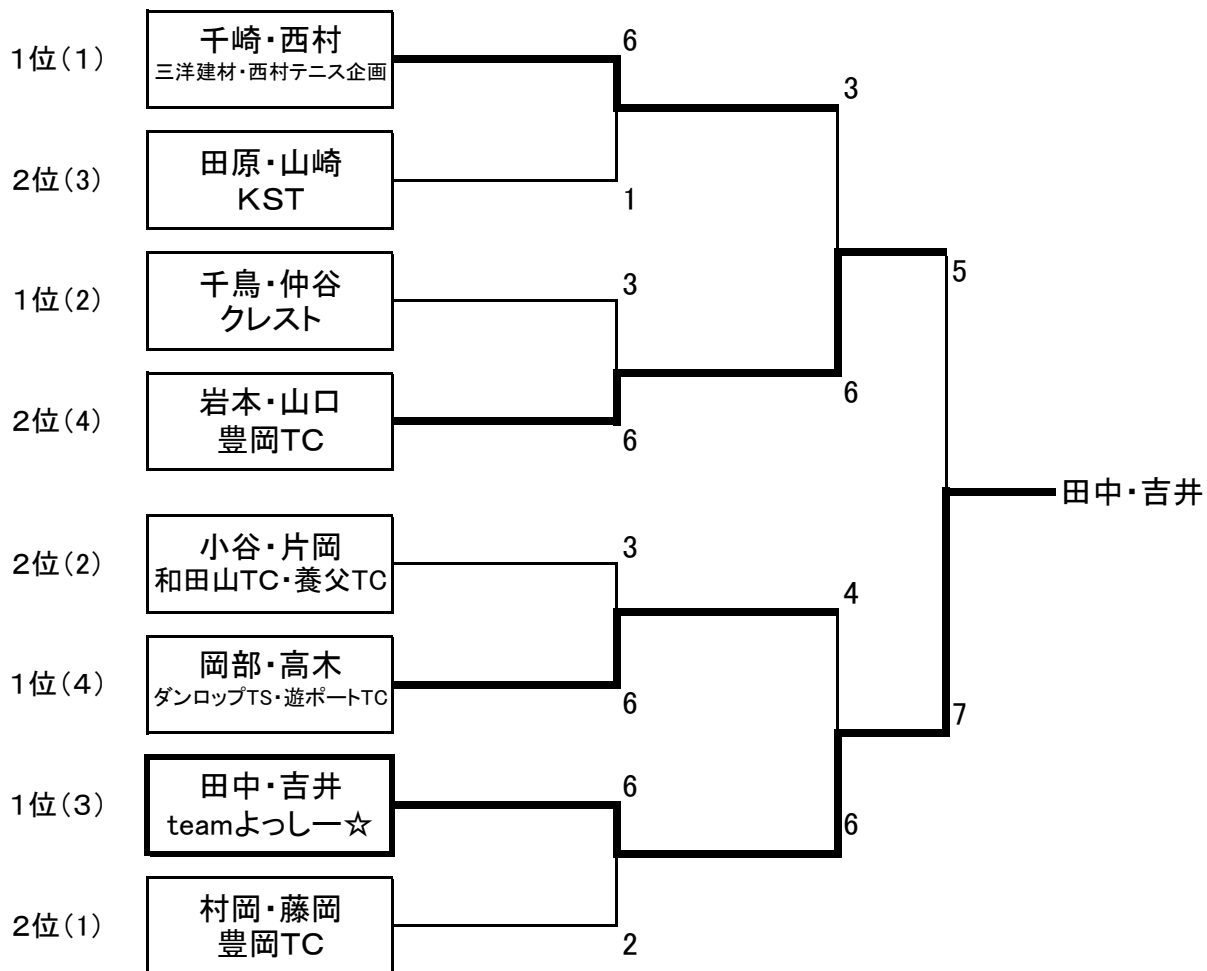 1位(1)
千崎・西村
三洋建材・西村テニス企画
6
3
2位(3)
田原・山崎
KST
1
1位(2)
千鳥・仲谷
クレスト
3
5
2位(4)
岩本・山口
豊岡TC
6
6
田中・吉井
2位(2)
小谷・片岡
和田山TC・養父TC
3
4
1位(4)
岡部・高木
ダンロップTS・遊ポートTC
6
7
1位(3)
田中・吉井
teamよっしー☆
6
6
2位(1)
村岡・藤岡
豊岡TC
2